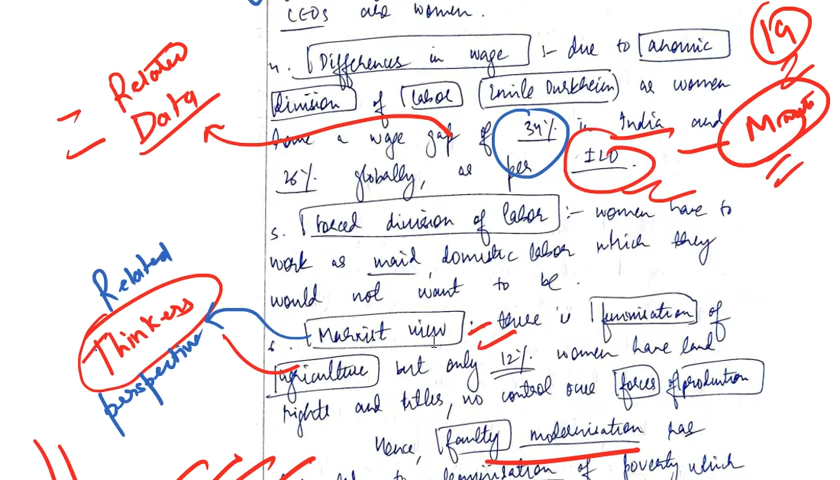 CEOs are women.
4. Differences in wage :- due to anomic
division of labor (Emile Durkheim) as women
have a wage gap of 34% in India and
26% globally, as per ILO.
5. Forced division of labor :- women have to
work as maid, domestic labor which they
would not want to be.
6. Marxist view :- there is feminisation of
agriculture but only 12% women have land
rights and titles, no control over forces of production
Hence, faulty modernisation has
to feminisation of poverty which
Related
Data
Related
Thinkers
perspective